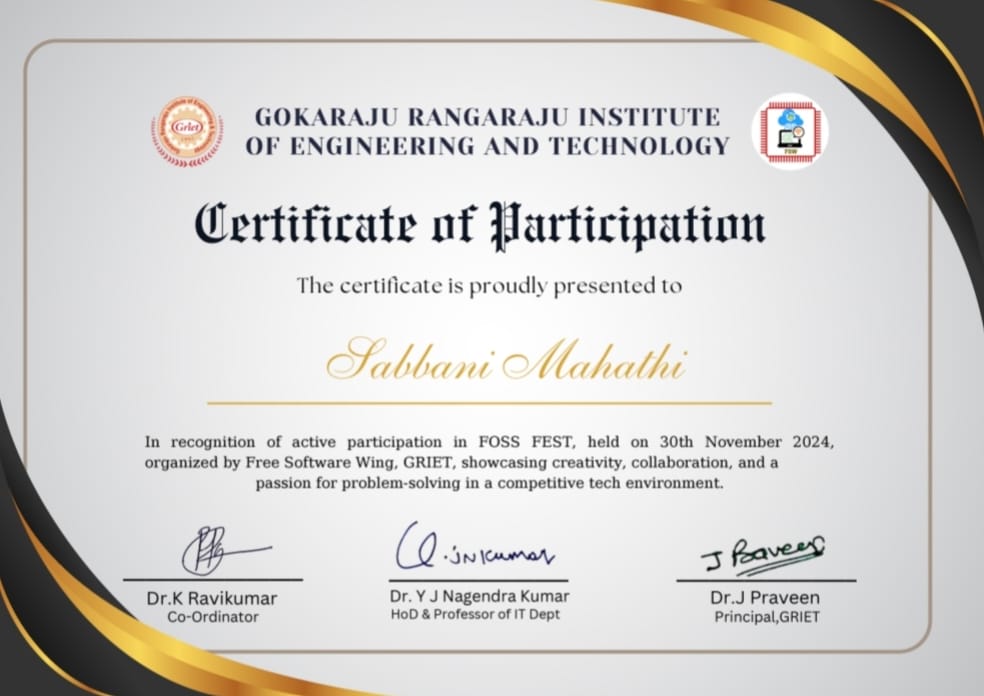 Griet
GOKARAJU RANGARAJU INSTITUTE
OF ENGINEERING AND TECHNOLOGY
FSW
Certificate of Participation
The certificate is proudly presented to
Sabbani Mahathi
In recognition of active participation in FOSS FEST, held on 30th November 2024,
organized by Free Software Wing, GRIET, showcasing creativity, collaboration, and a
passion for problem-solving in a competitive tech environment.
J Praveen
Dr.K Ravikumar
Co-Ordinator
Dr. Y J Nagendra Kumar
HoD & Professor of IT Dept
Dr.J Praveen
Principal,GRIET